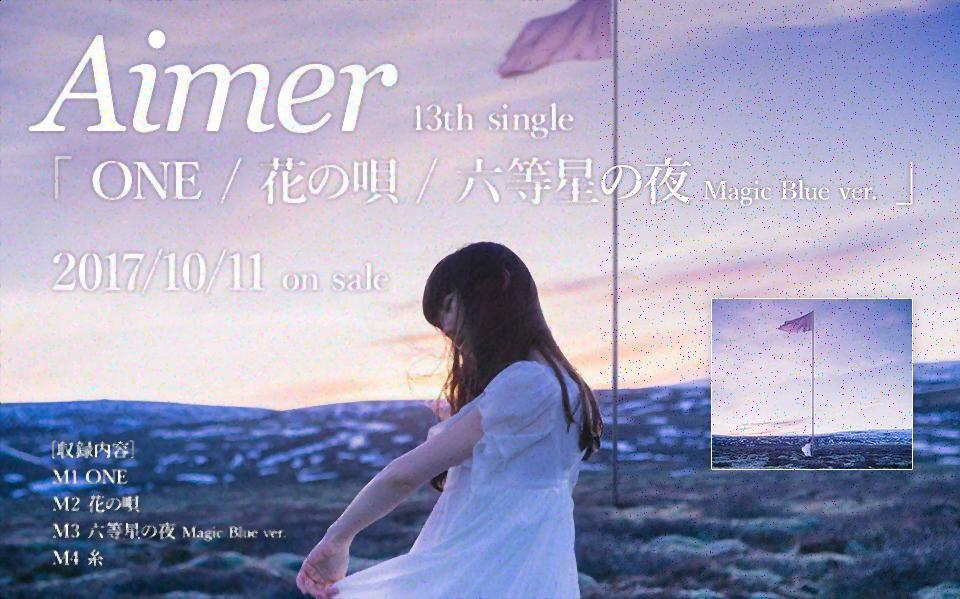 Aimer 13th single
「 ONE / 花の唄 / 六等星の夜 Magic Blue ver. 」
2017/10/11 on sale
[収録内容]
M1 ONE
M2 花の唄
M3 六等星の夜 Magic Blue ver.
M4 糸